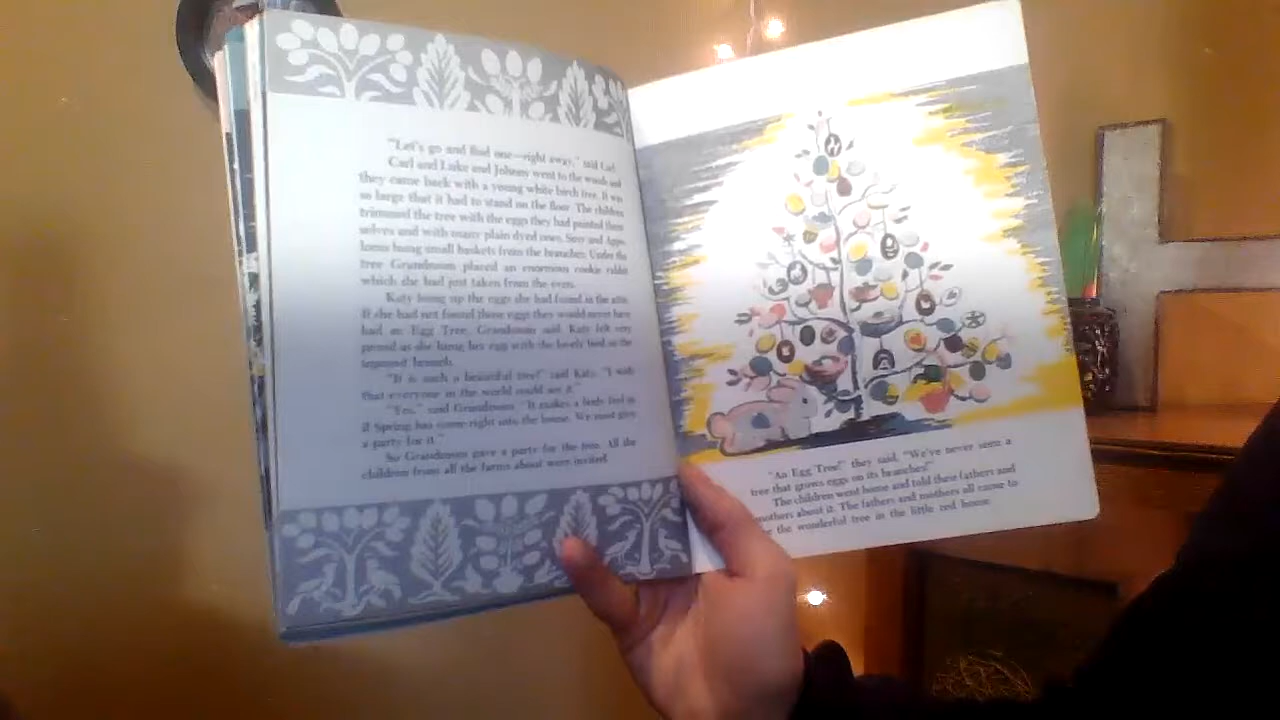 "Let's go and find one—right away," said Carl.
Carl and Luke and Johnny went to the woods and
they came back with a young white birch tree. It was
so large that it had to stand on the floor. The children
trimmed the tree with the eggs they had painted them-
selves and with many plain dyed ones. Susy and Appo-
lonia hung small baskets from the branches. Under the
tree Grandmom placed an enormous cookie rabbit
which she had just taken from the oven.
Katy hung up the eggs she had found in the attic.
If she had not found those eggs they would never have
had an Egg Tree, Grandmom said. Katy felt very
proud as she hung her egg with the lovely bird on the
topmost branch.
"It is such a beautiful tree!" said Katy. "I wish
that everyone in the world could see it."
"Yes," said Grandmom. "It makes a body feel as
if Spring has come right into the house. We must give
a party for it."
So Grandmom gave a party for the tree. All the
children from all the farms about were invited.
"An Egg Tree!" they said, "We've never seen a
tree that grows eggs on its branches!"
The children went home and told their fathers and
mothers about it. The fathers and mothers all came to
the wonderful tree in the little red house.